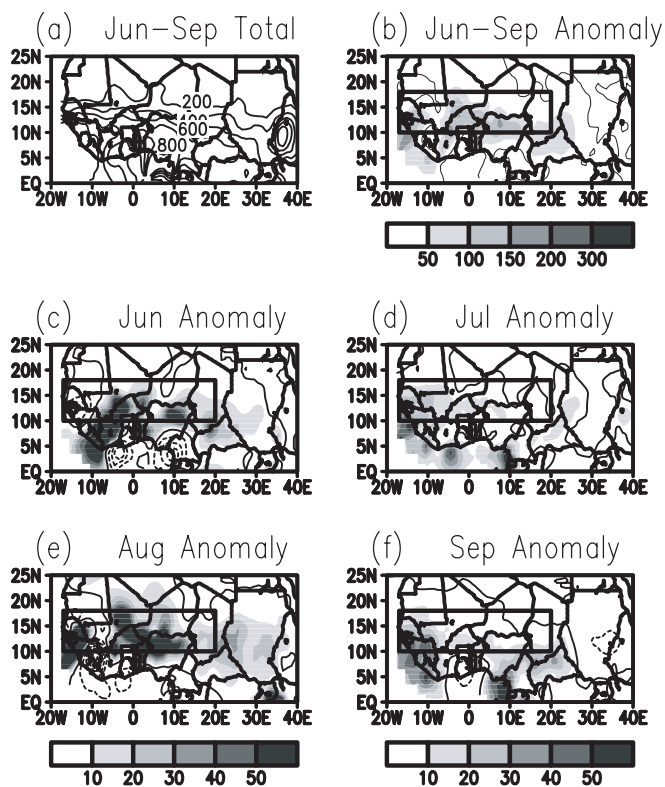 (a) Jun-Sep Total
25N
20N
15N
10N
5N
EQ
200
600
800
20W 10W 0 10E 20E 30E 40E
(b) Jun-Sep Anomaly
25N
20N
15N
10N
5N
EQ
20W 10W 0 10E 20E 30E 40E
50 100 150 200 300
(c) Jun Anomaly
25N
20N
15N
10N
5N
EQ
20W 10W 0 10E 20E 30E 40E
(d) Jul Anomaly
25N
20N
15N
10N
5N
EQ
20W 10W 0 10E 20E 30E 40E
(e) Aug Anomaly
25N
20N
15N
10N
5N
EQ
20W 10W 0 10E 20E 30E 40E
10 20 30 40 50
(f) Sep Anomaly
25N
20N
15N
10N
5N
EQ
20W 10W 0 10E 20E 30E 40E
10 20 30 40 50